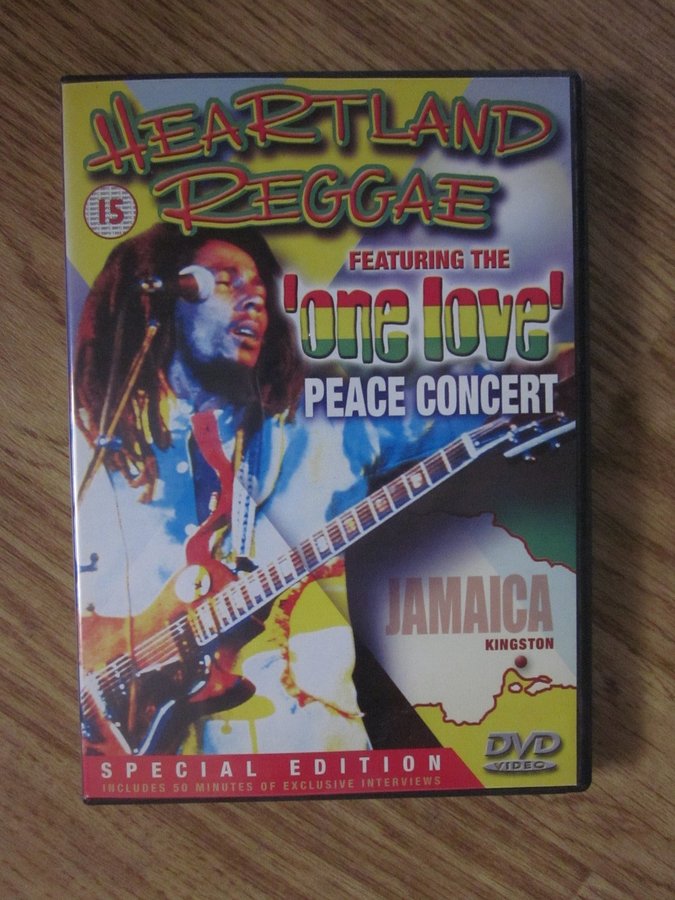 HEARTLAND
REGGAE
15
FEATURING THE
'one love'
PEACE CONCERT
JAMAICA
KINGSTON
DVD
VIDEO
SPECIAL EDITION
INCLUDES 50 MINUTES OF EXCLUSIVE INTERVIEWS